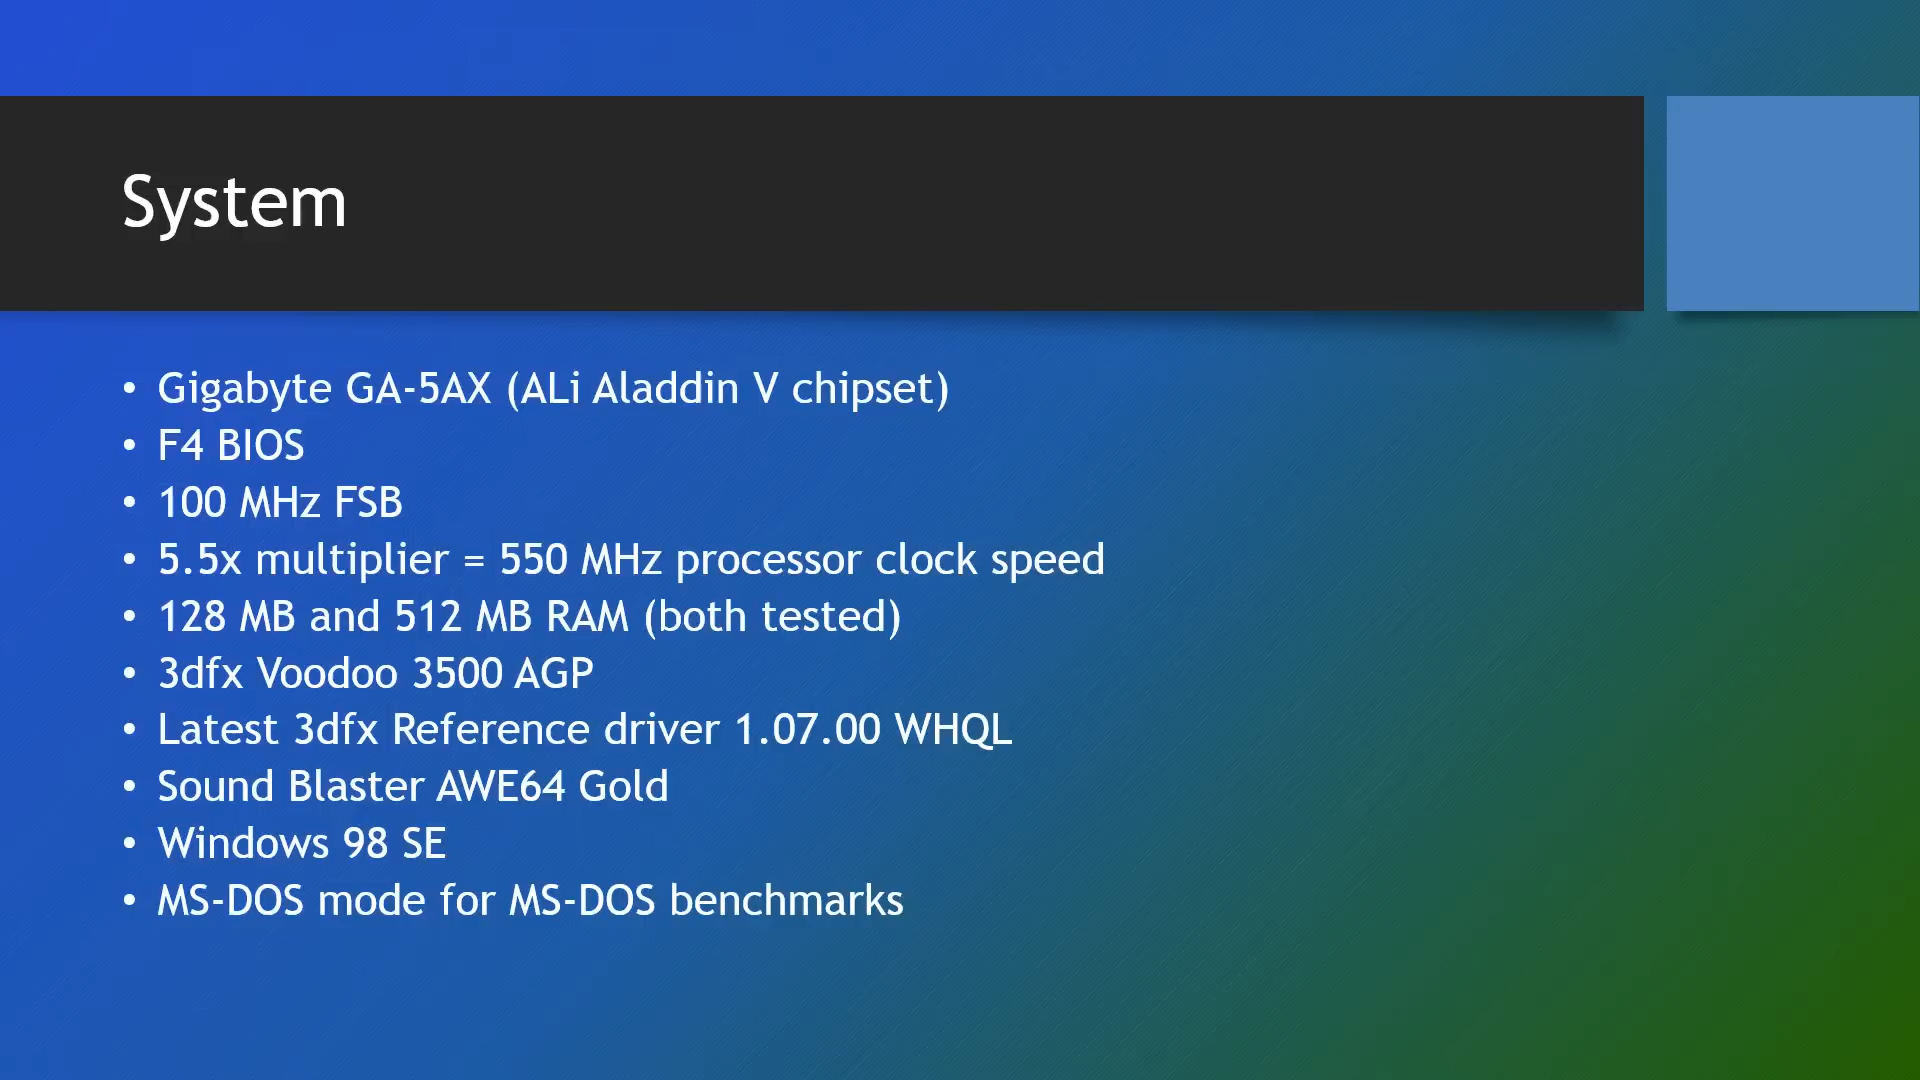 System
• Gigabyte GA-5AX (ALi Aladdin V chipset)
• F4 BIOS
• 100 MHz FSB
• 5.5x multiplier = 550 MHz processor clock speed
• 128 MB and 512 MB RAM (both tested)
• 3dfx Voodoo 3500 AGP
• Latest 3dfx Reference driver 1.07.00 WHQL
• Sound Blaster AWE64 Gold
• Windows 98 SE
• MS-DOS mode for MS-DOS benchmarks